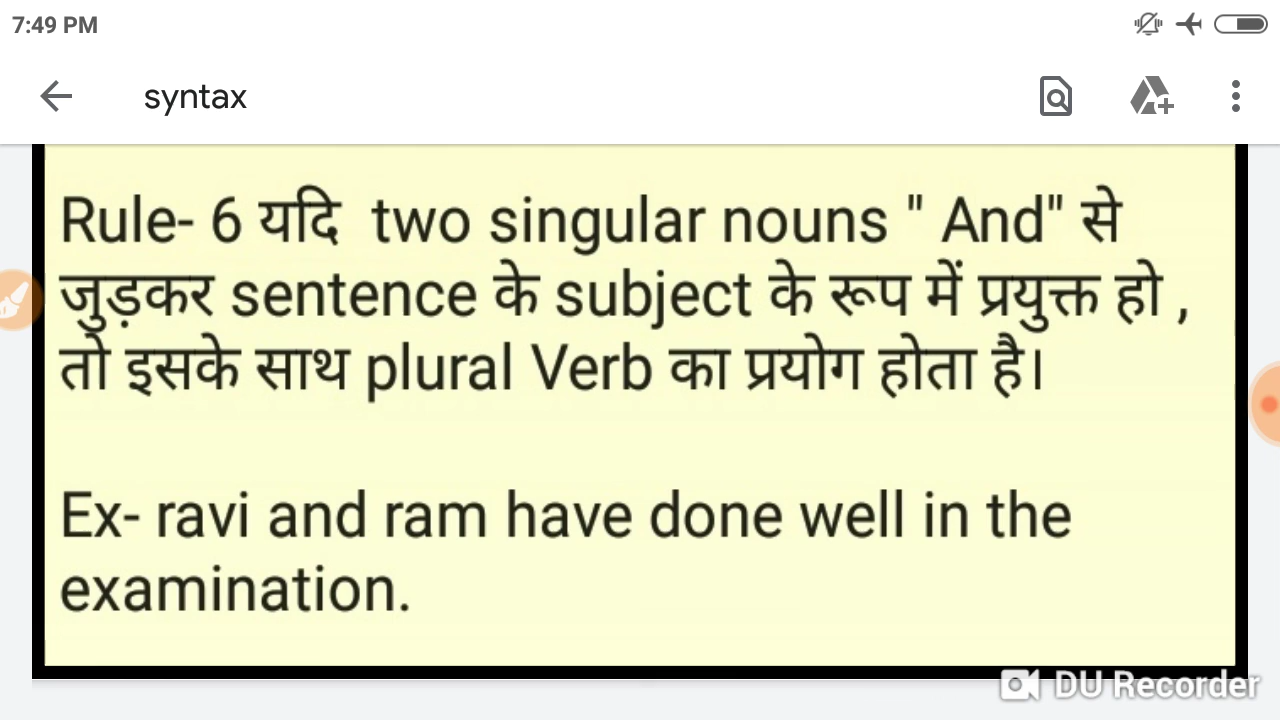 7:49 PM
syntax
Rule- 6 यदि two singular nouns " And" से
जुड़कर sentence के subject के रूप में प्रयुक्त हो ,
तो इसके साथ plural Verb का प्रयोग होता है।
Ex- ravi and ram have done well in the
examination.
DU Recorder